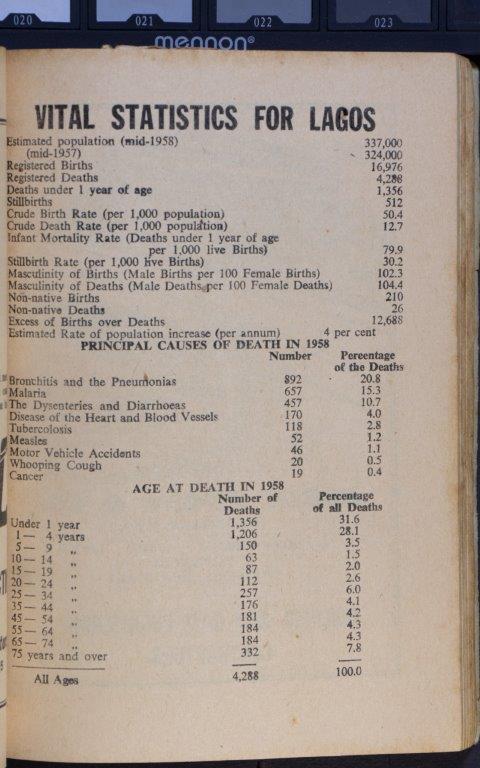 020 021 022 023
mennon®
VITAL STATISTICS FOR LAGOS
Estimated population (mid-1958) 337,000
(mid-1957) 324,000
Registered Births 16,976
Registered Deaths 4,288
Deaths under 1 year of age 1,356
Stillbirths 512
Crude Birth Rate (per 1,000 population) 50.4
Crude Death Rate (per 1,000 population) 12.7
Infant Mortality Rate (Deaths under 1 year of age
per 1,000 live Births) 79.9
Stillbirth Rate (per 1,000 live Births) 30.2
Masculinity of Births (Male Births per 100 Female Births) 102.3
Masculinity of Deaths (Male Deaths per 100 Female Deaths) 104.4
Non-native Births 210
Non-native Deaths 26
Excess of Births over Deaths 12,688
Estimated Rate of population increase (per annum) 4 per cent
PRINCIPAL CAUSES OF DEATH IN 1958
Number Percentage
of the Deaths
Bronchitis and the Pneumonias 892 20.8
Malaria 657 15.3
The Dysenteries and Diarrhoeas 457 10.7
Disease of the Heart and Blood Vessels 170 4.0
Tubercolosis 118 2.8
Measles 52 1.2
Motor Vehicle Accidents 46 1.1
Whooping Cough 20 0.5
Cancer 19 0.4
AGE AT DEATH IN 1958
Number of Percentage
Deaths of all Deaths
Under 1 year 1,356 31.6
1— 4 years 1,206 28.1
5— 9 „ 150 3.5
10 — 14 „ 63 1.5
15 — 19 „ 87 2.0
20 — 24 „ 112 2.6
25 — 34 „ 257 6.0
35 — 44 „ 176 4.1
45 — 54 „ 181 4.2
55 — 64 „ 184 4.3
65 — 74 „ 184 4.3
75 years and over 332 7.8
All Ages 4,288 100.0